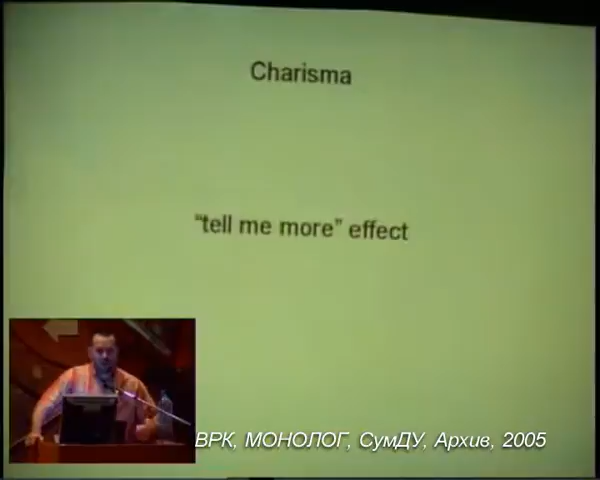 Charisma
“tell me more” effect
ВРК, МОНОЛОГ, СумДУ, Архив, 2005